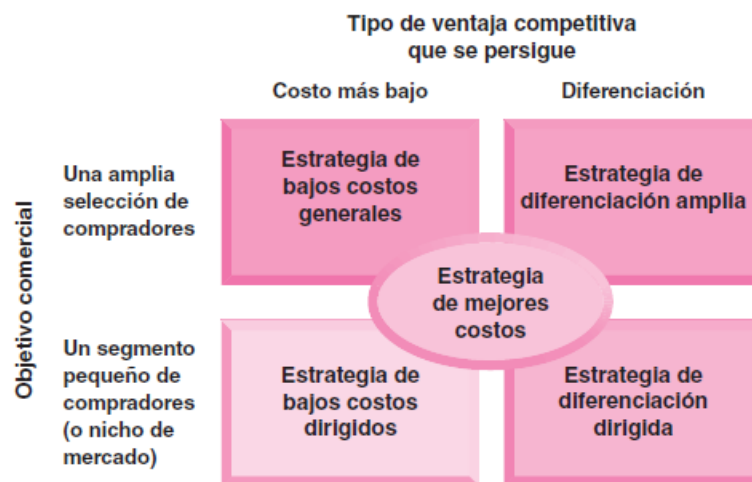 Tipo de ventaja competitiva
que se persigue
Costo más bajo
Diferenciación
Objetivo comercial
Una amplia
selección de
compradores
Estrategia de
bajos costos
generales
Estrategia de
diferenciación amplia
Estrategia
de mejores
costos
Un segmento
pequeño de
compradores
(o nicho de
mercado)
Estrategia de
bajos costos
dirigidos
Estrategia de
diferenciación
dirigida